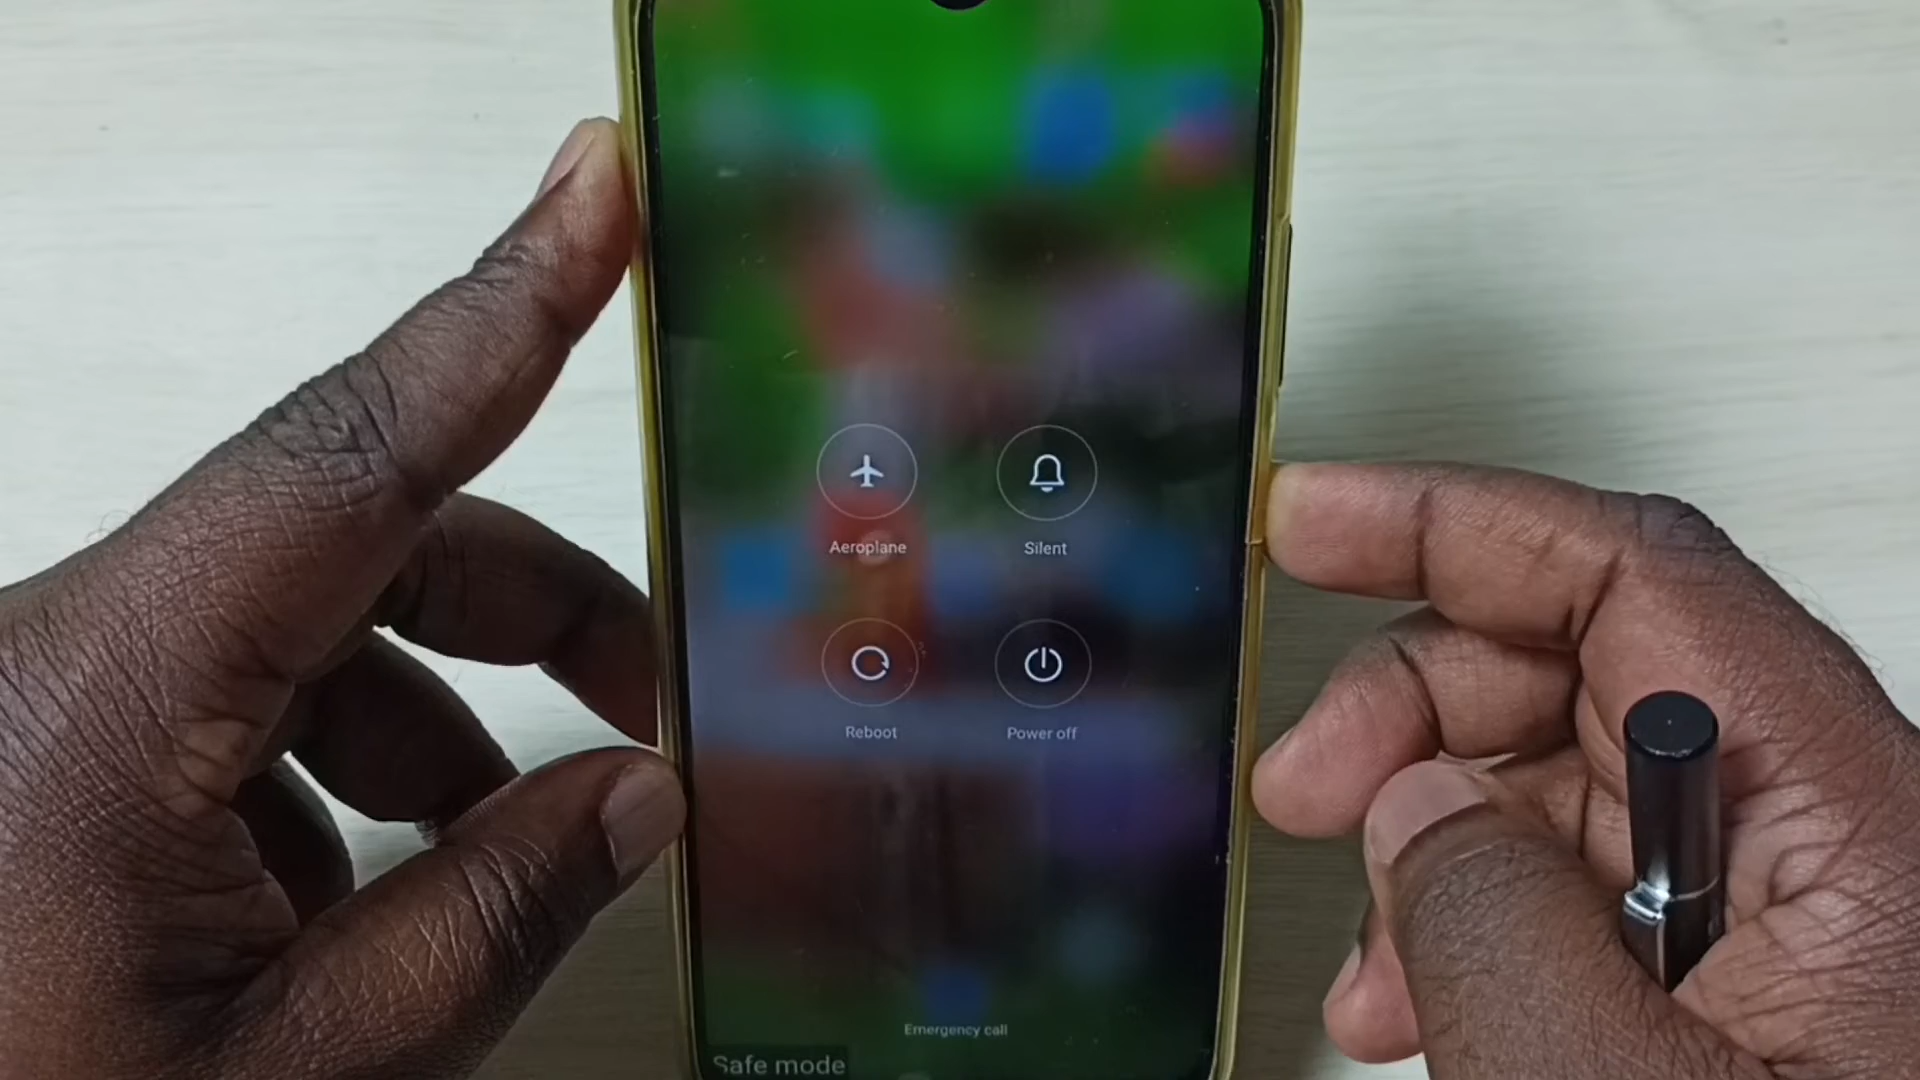 Aeroplane
Silent
Reboot
Power off
Emergency call
Safe mode